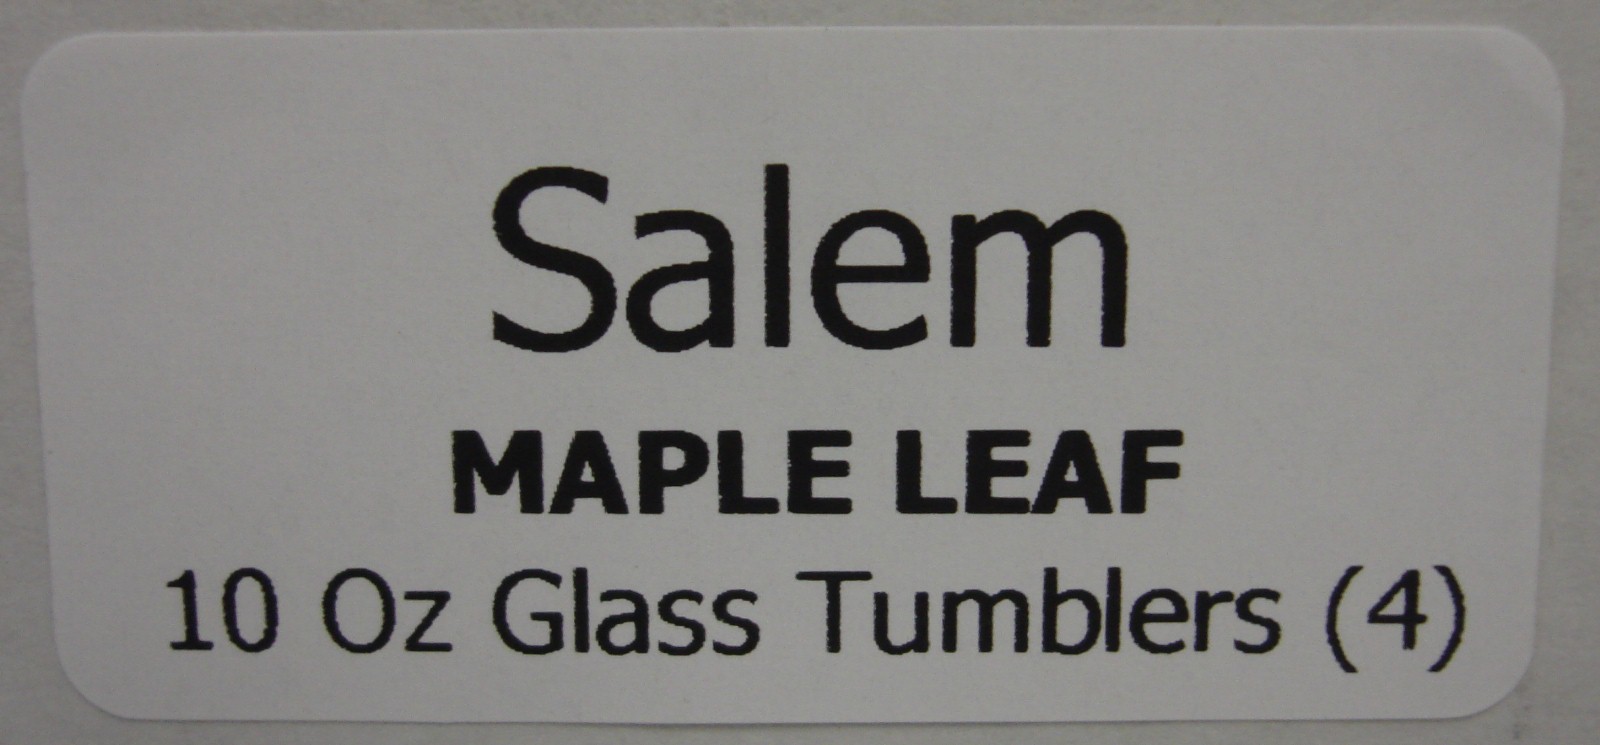 Salem
MAPLE LEAF
10 Oz Glass Tumblers (4)